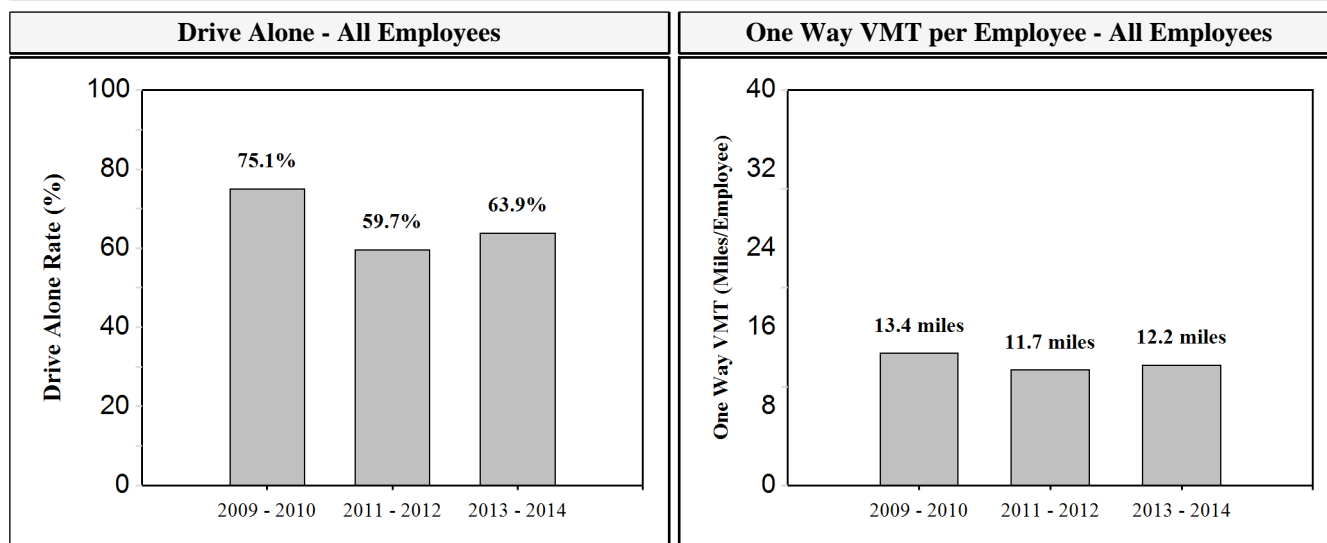 Drive Alone - All Employees
One Way VMT per Employee - All Employees
Drive Alone Rate (%)
100
80
60
40
20
0
75.1%
59.7%
63.9%
2009 - 2010
2011 - 2012
2013 - 2014
One Way VMT (Miles/Employee)
40
32
24
16
8
0
13.4 miles
11.7 miles
12.2 miles
2009 - 2010
2011 - 2012
2013 - 2014